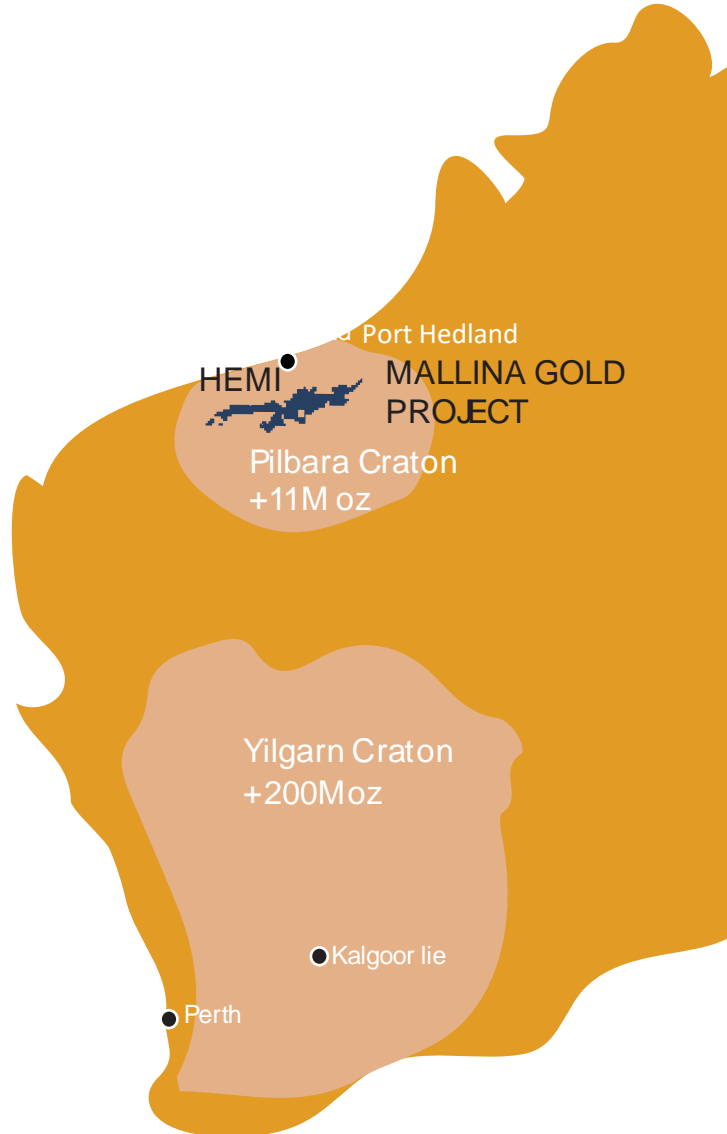 Port Hedland
HEMI
MALLINA GOLD
PROJECT
Pilbara Craton
+11M oz
Yilgarn Craton
+200Moz
Kalgoor lie
Perth